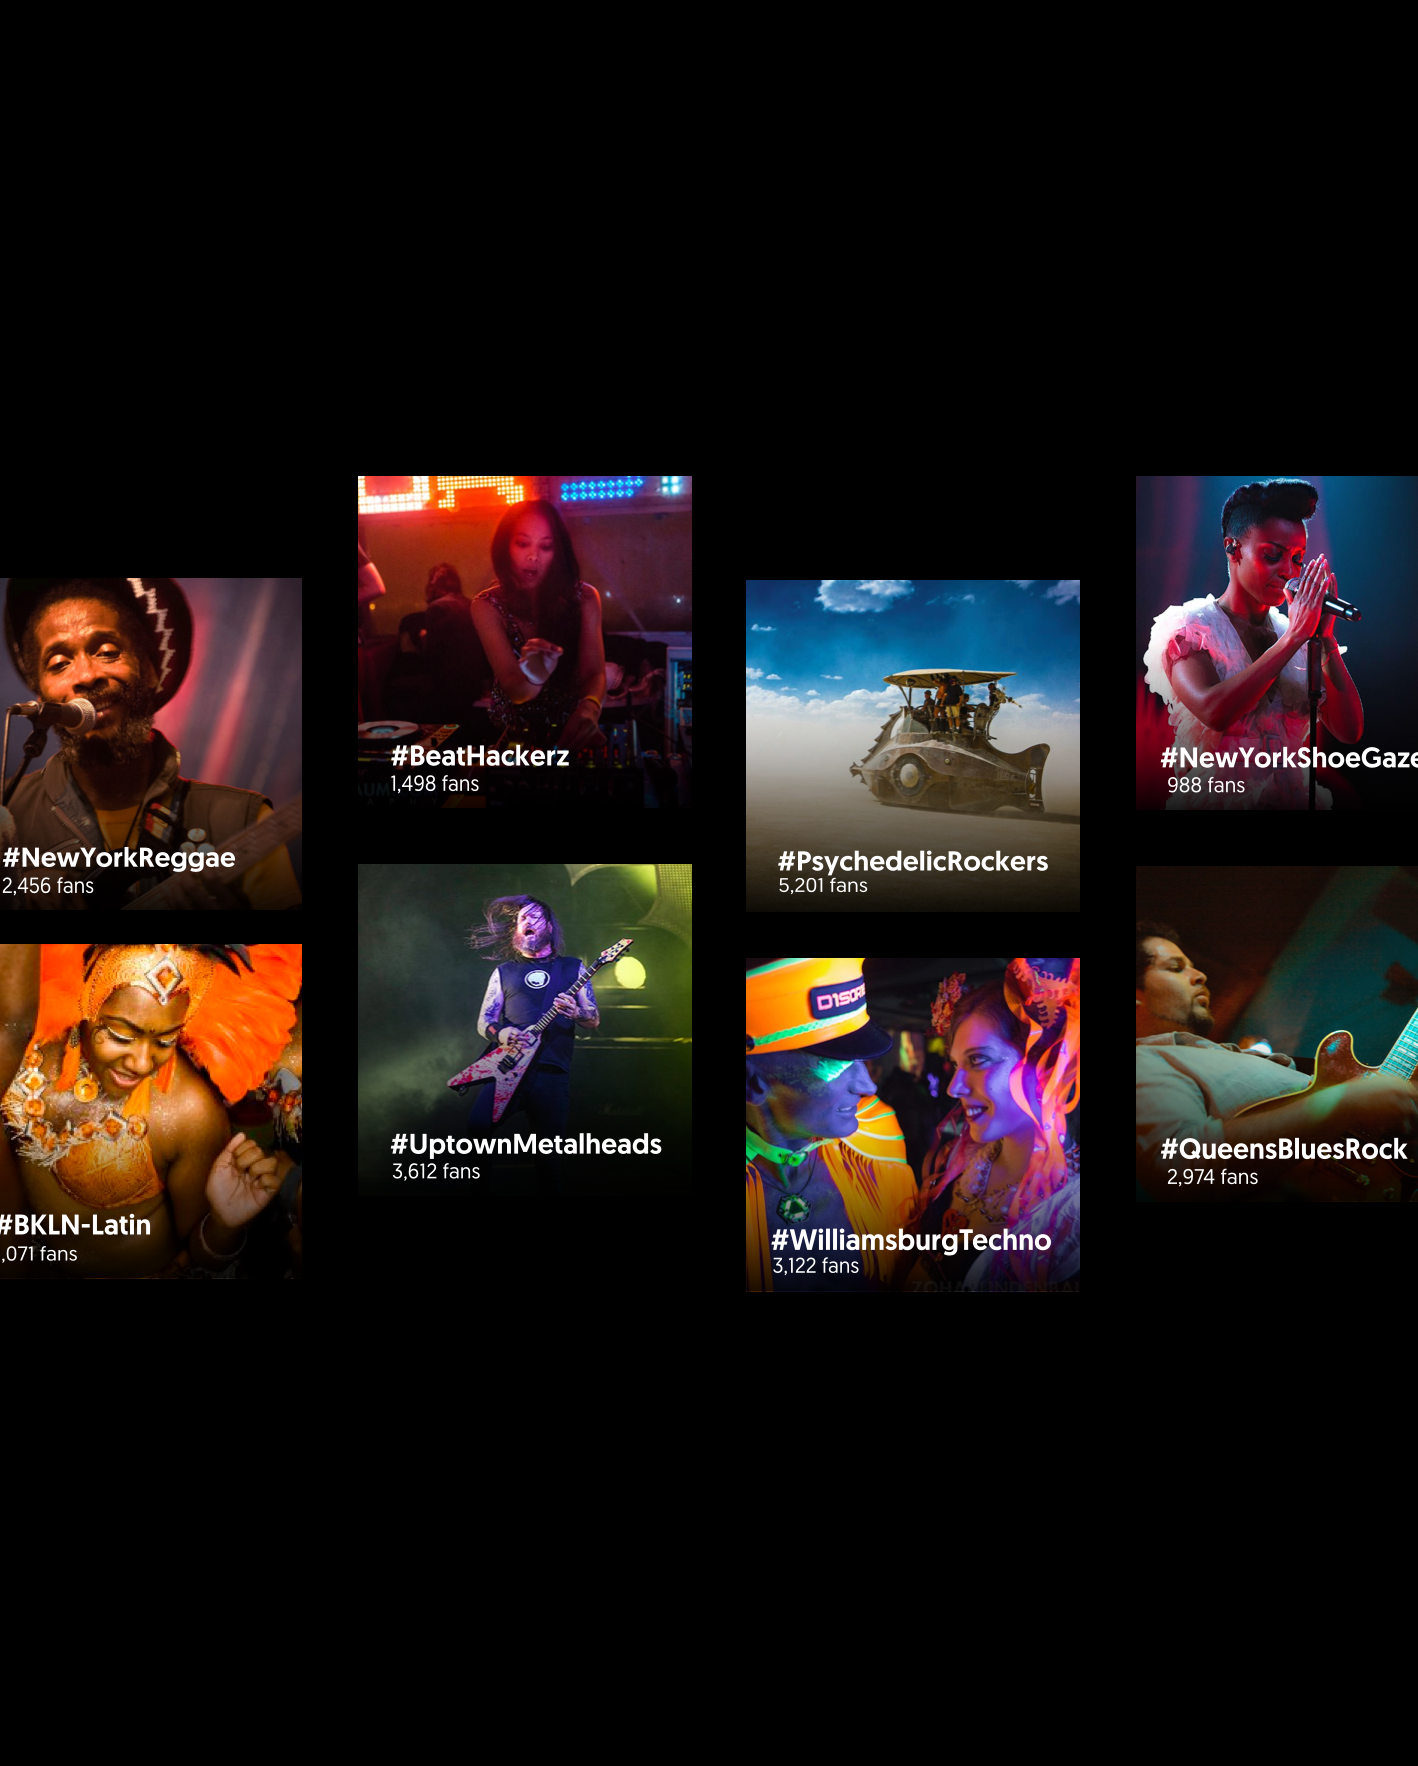 #BeatHackerz
1,498 fans
#NewYorkShoeGaze
988 fans
#NewYorkReggae
2,456 fans
#PsychedelicRockers
5,201 fans
#UptownMetalheads
3,612 fans
#QueensBluesRock
2,974 fans
#BKLN-Latin
,071 fans
D1SOR
#WilliamsburgTechno
3,122 fans